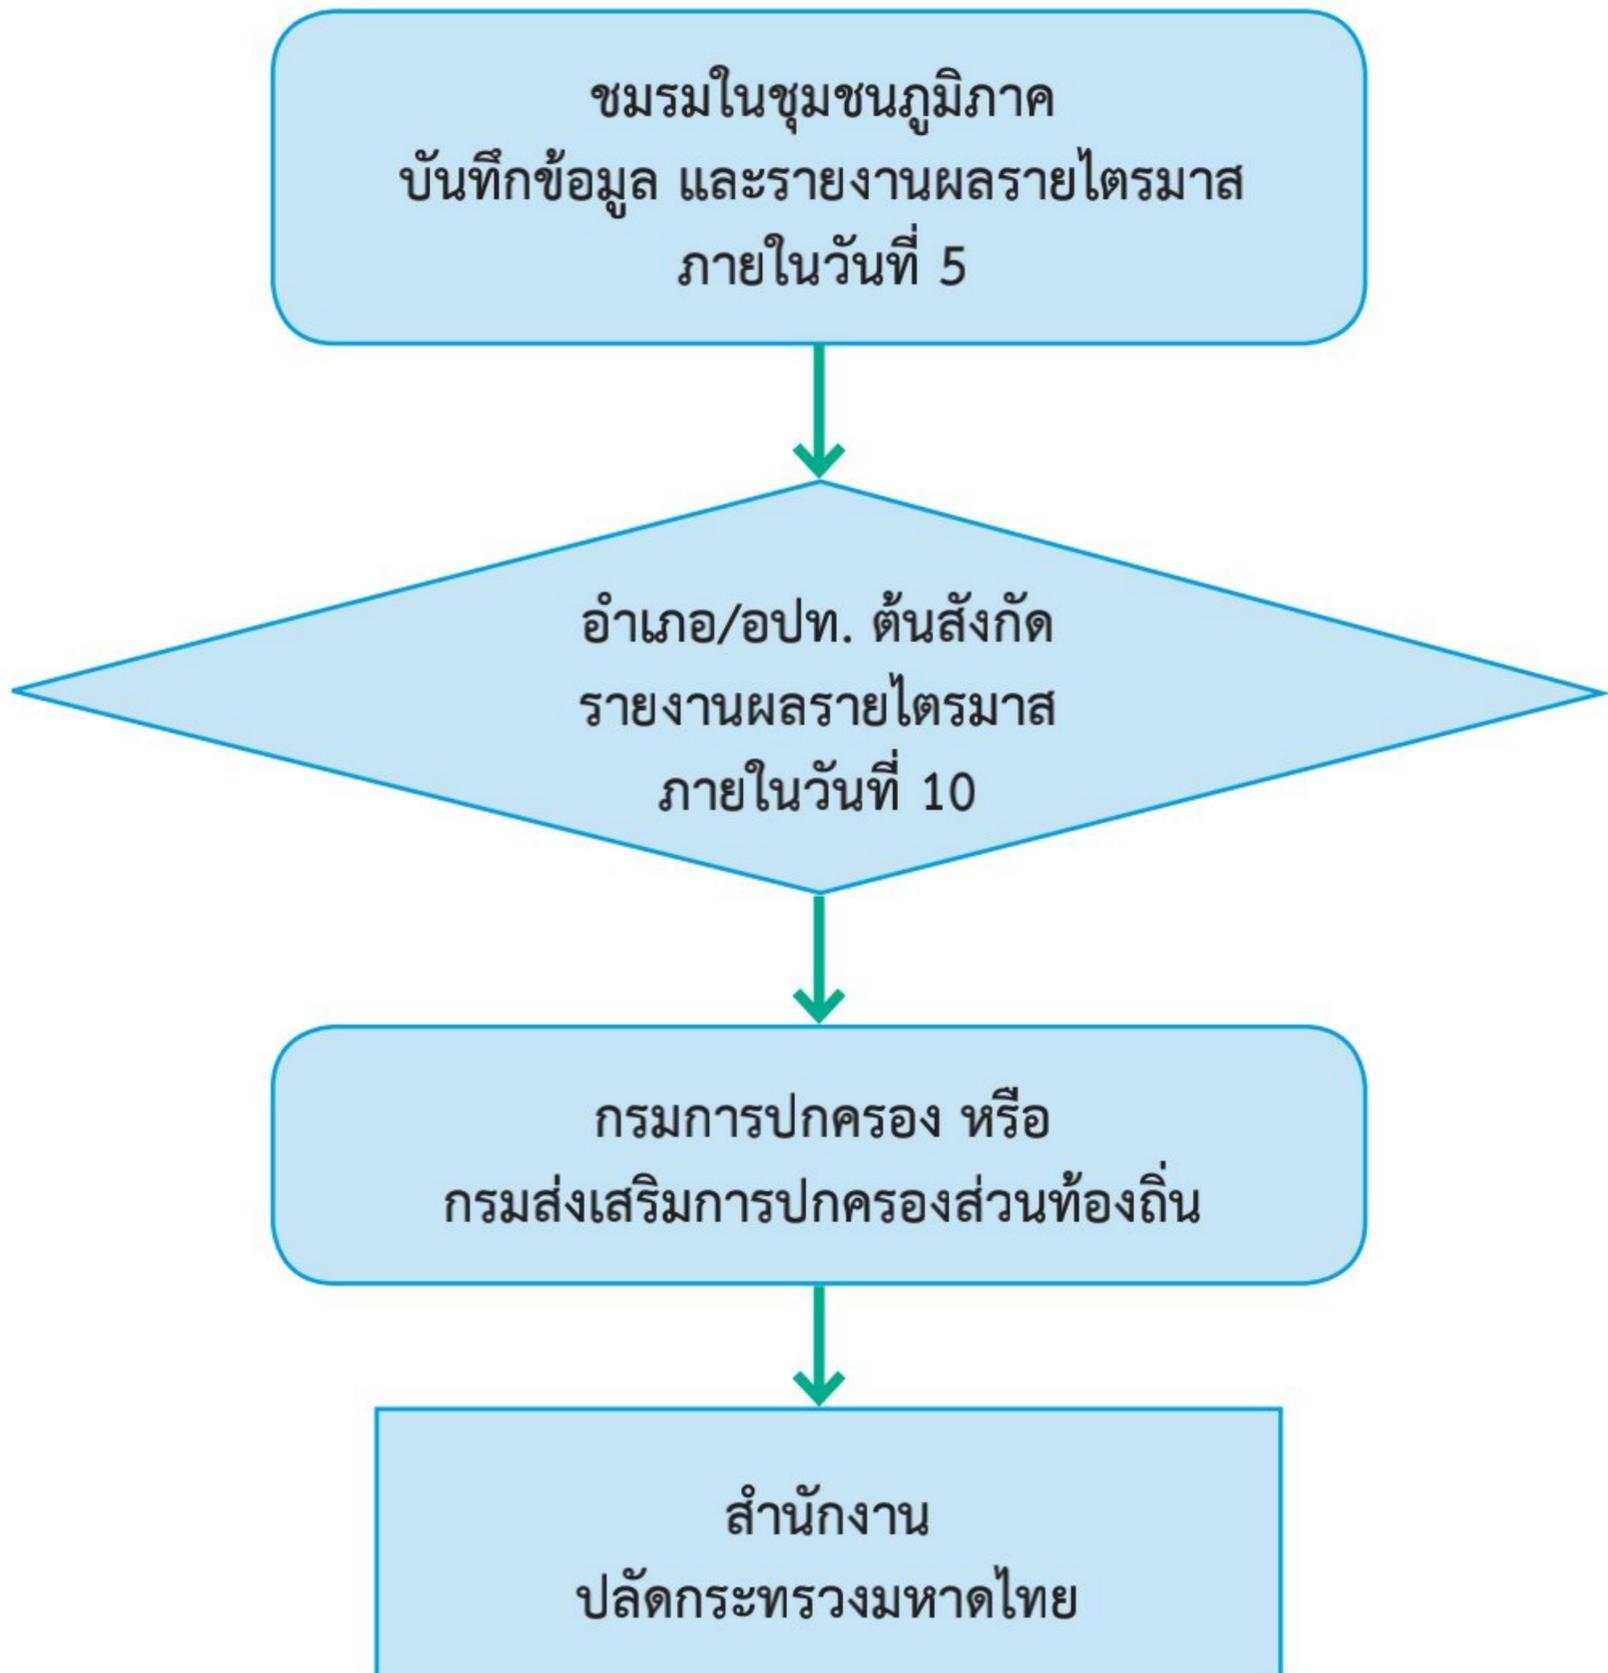 ชมรมในชุมชนภูมิภาค
บันทึกข้อมูล และรายงานผลรายไตรมาส
ภายในวันที่ 5
อำเภอ/อปท. ต้นสังกัด
รายงานผลรายไตรมาส
ภายในวันที่ 10
กรมการปกครอง หรือ
กรมส่งเสริมการปกครองส่วนท้องถิ่น
สำนักงาน
ปลัดกระทรวงมหาดไทย